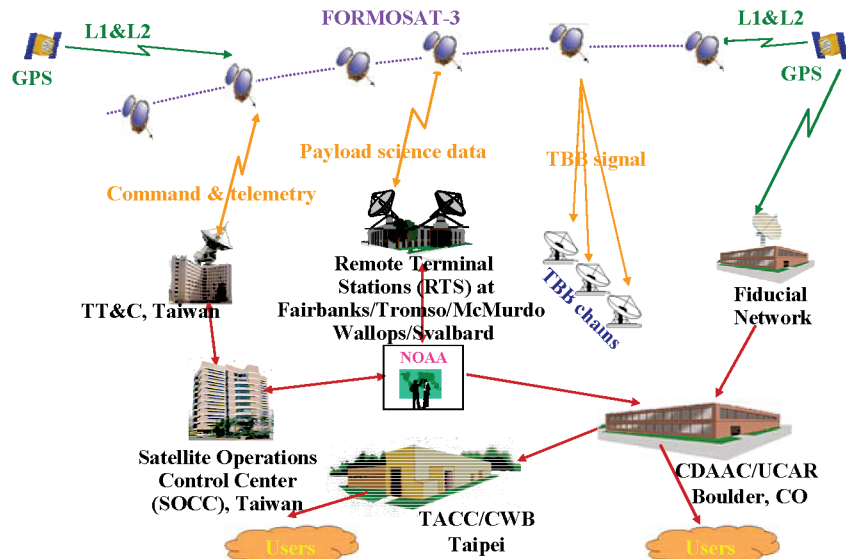 FORMOSAT-3
L1&L2
L1&L2
GPS
GPS
Payload science data
TBB signal
Command & telemetry
TT&C, Taiwan
Remote Terminal
Stations (RTS) at
Fairbanks/Tromso/McMurdo
Wallops/Svalbard
TBB chains
Fiducial
Network
NOAA
Satellite Operations
Control Center
(SOCC), Taiwan
TACC/CWB
Taipei
CDAAC/UCAR
Boulder, CO
Users
Users